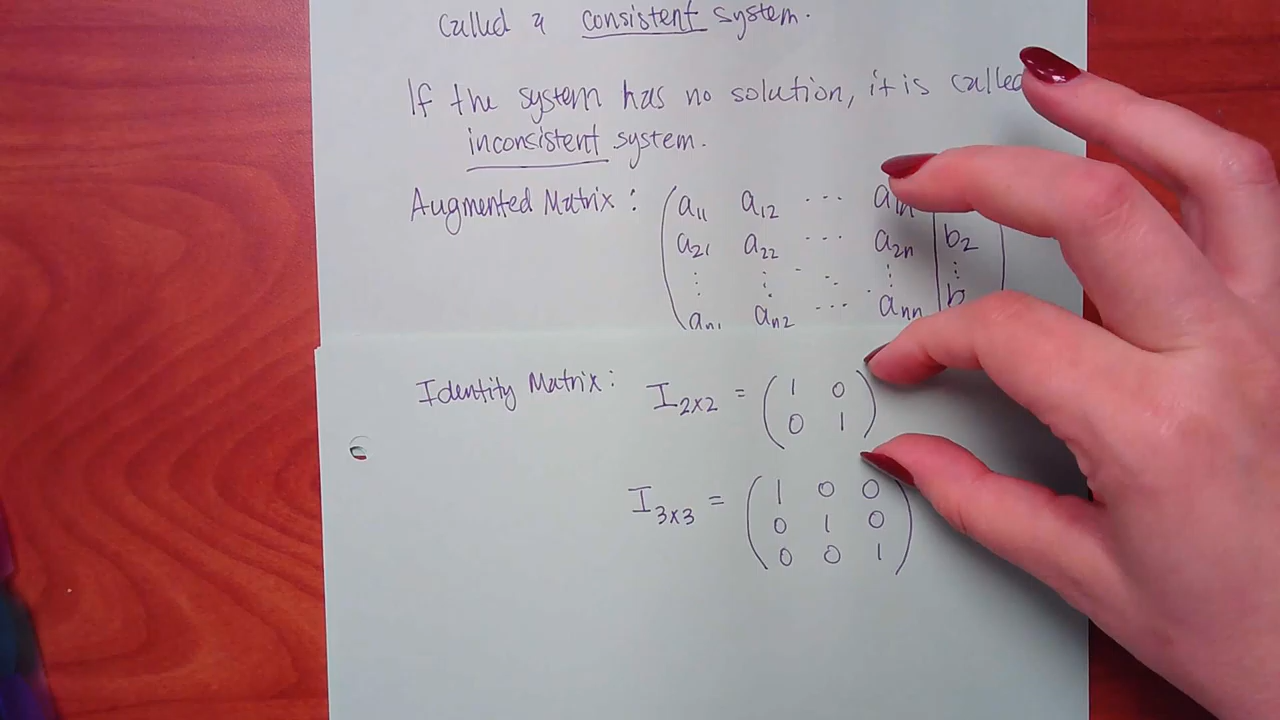 called a consistent system.
If the system has no solution, it is called
inconsistent system.
Augmented Matrix: ( a11 a12 ... a1n
a21 a22 ... a2n | b2
⋮ ⋮ ⋱ ⋮ ⋮
an1 an2 ... ann | b )
Identity Matrix: I2x2 = ( 1 0
0 1 )
I3x3 = ( 1 0 0
0 1 0
0 0 1 )